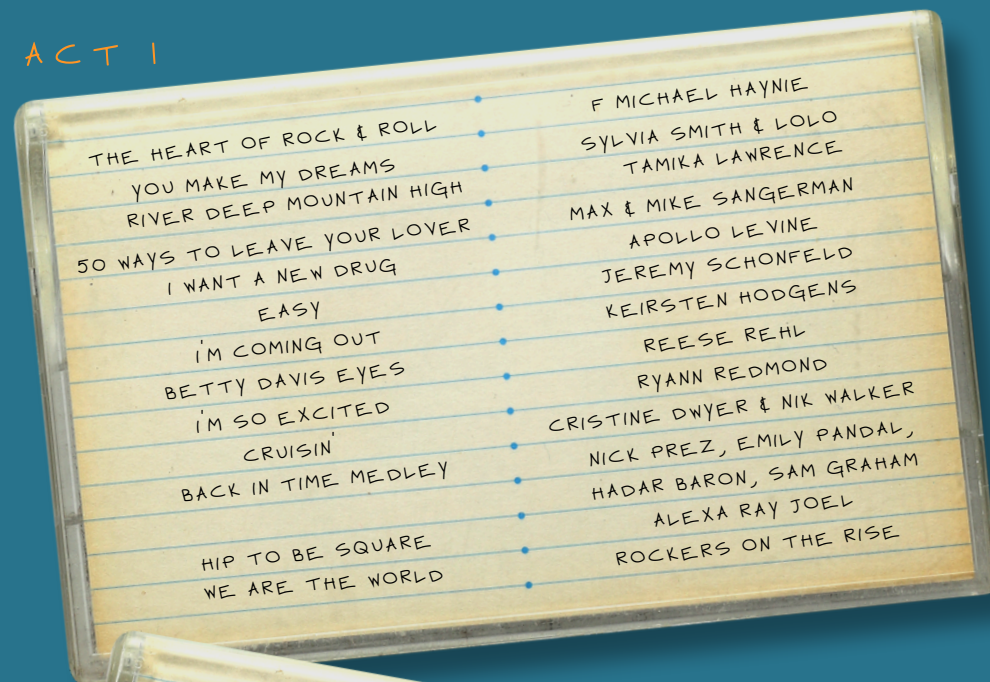 ACT 1
THE HEART OF ROCK & ROLL
F MICHAEL HAYNIE
YOU MAKE MY DREAMS
SYLVIA SMITH & LOLO
RIVER DEEP MOUNTAIN HIGH
TAMIKA LAWRENCE
50 WAYS TO LEAVE YOUR LOVER
MAX & MIKE SANGERMAN
I WANT A NEW DRUG
APOLLO LEVINE
EASY
JEREMY SCHONFELD
I'M COMING OUT
KEIRSTEN HODGENS
BETTY DAVIS EYES
REESE REHL
I'M SO EXCITED
RYANN REDMOND
CRUISIN'
CRISTINE DWYER & NIK WALKER
BACK IN TIME MEDLEY
NICK PREZ, EMILY PANDAL,
HADAR BARON, SAM GRAHAM
HIP TO BE SQUARE
ALEXA RAY JOEL
WE ARE THE WORLD
ROCKERS ON THE RISE